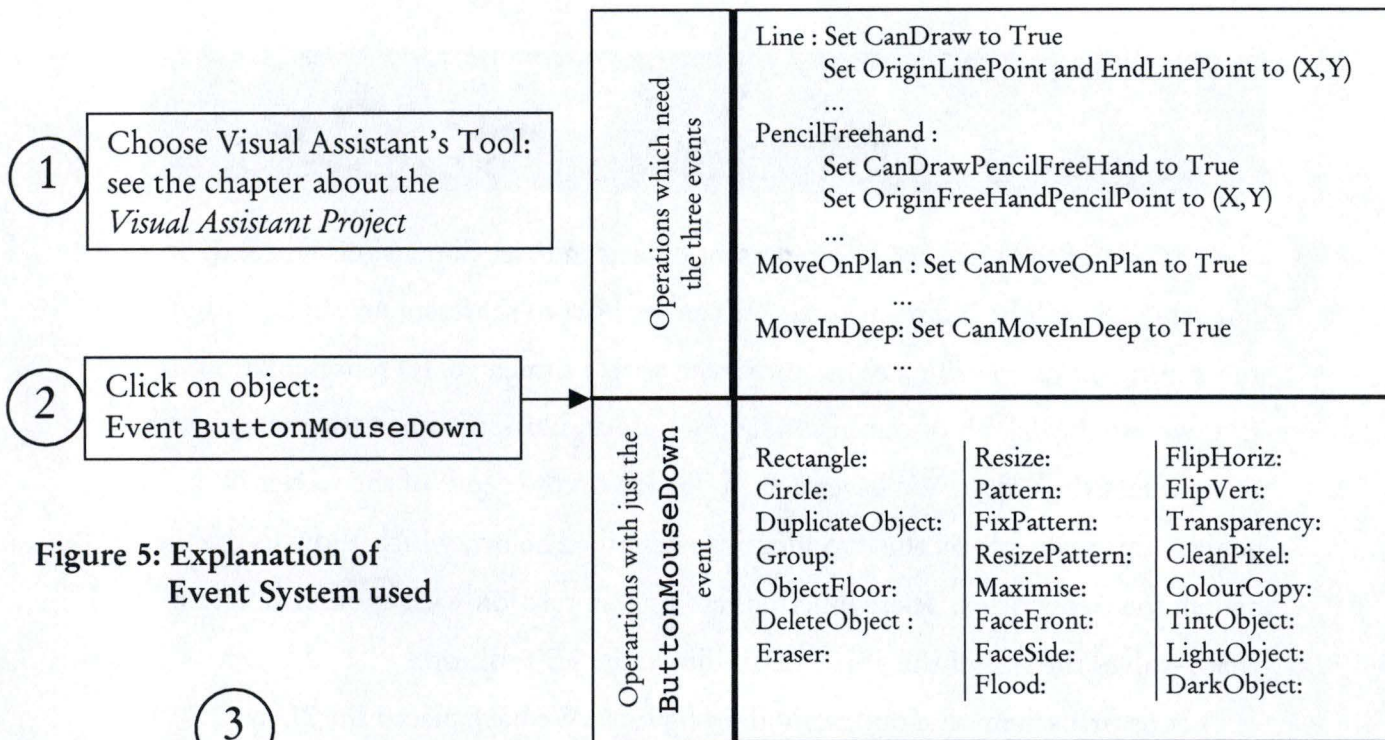 1
Choose Visual Assistant's Tool:
see the chapter about the
Visual Assistant Project
2
Click on object:
Event ButtonMouseDown
Figure 5: Explanation of
Event System used
3
Operations which need
the three events
Line : Set CanDraw to True
Set OriginLinePoint and EndLinePoint to (X,Y)
...
PencilFreehand :
Set CanDrawPencilFreeHand to True
Set OriginFreeHandPencilPoint to (X,Y)
...
MoveOnPlan : Set CanMoveOnPlan to True
...
MoveInDeep: Set CanMoveInDeep to True
...
Operartions with just the
ButtonMouseDown
event
Rectangle:
Circle:
DuplicateObject:
Group:
ObjectFloor:
DeleteObject :
Eraser:
Resize:
Pattern:
FixPattern:
ResizePattern:
Maximise:
FaceFront:
FaceSide:
Flood:
FlipHoriz:
FlipVert:
Transparency:
CleanPixel:
ColourCopy:
TintObject:
LightObject:
DarkObject: